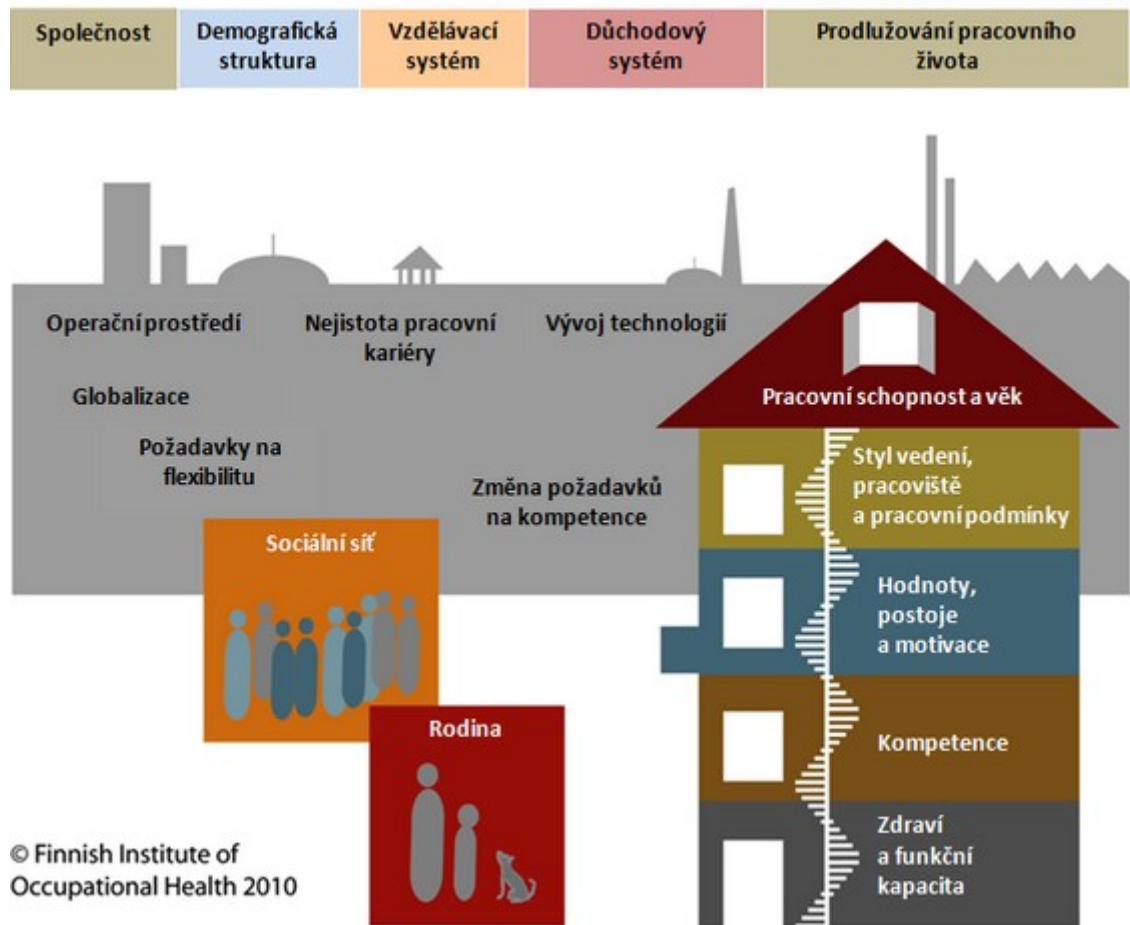 Společnost
Demografická
struktura
Vzdělávací
systém
Důchodový
systém
Prodlužování pracovního
života
Operační prostředí
Nejistota pracovní
kariéry
Vývoj technologií
Globalizace
Požadavky na
flexibilitu
Změna požadavků
na kompetence
Sociální síť
Rodina
Pracovní schopnost a věk
Styl vedení,
pracoviště
a pracovní podmínky
Hodnoty,
postoje
a motivace
Kompetence
Zdraví
a funkční
kapacita
© Finnish Institute of
Occupational Health 2010